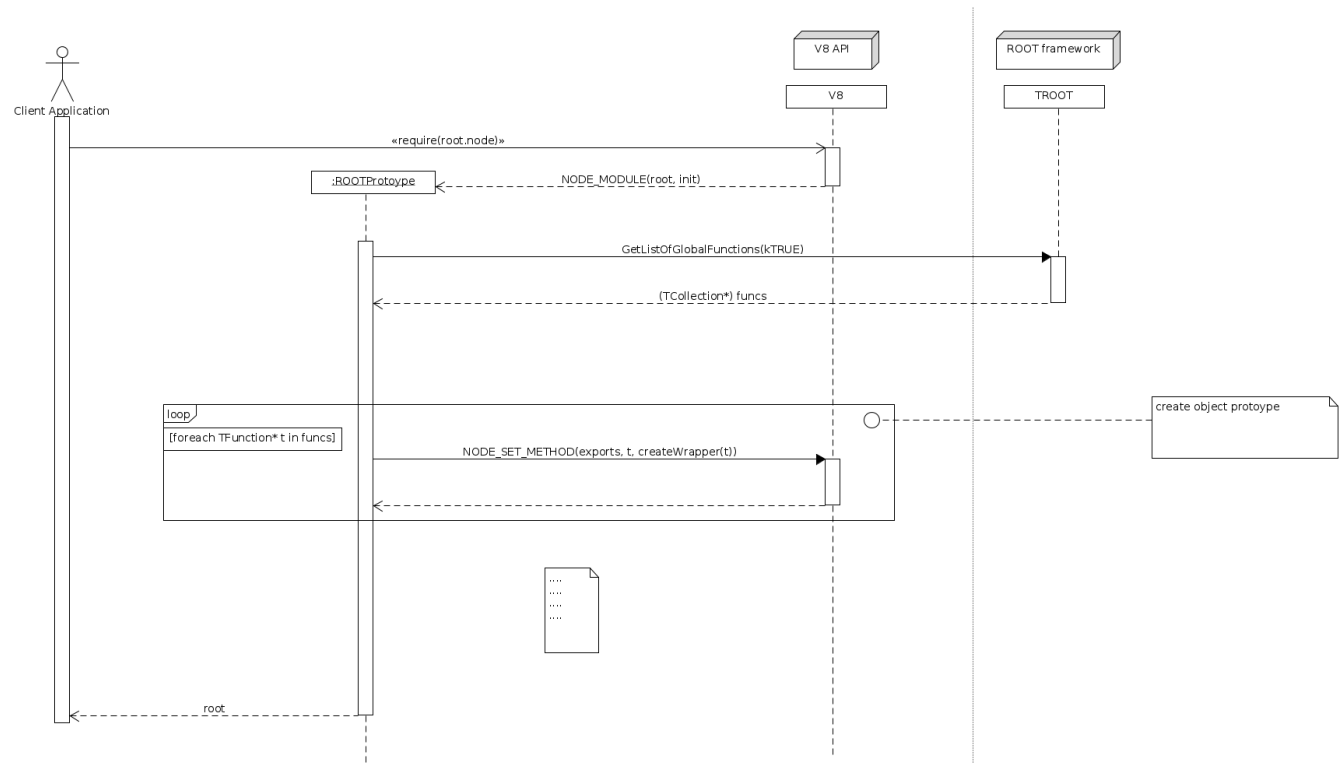 V8 API
ROOT framework
V8
TROOT
Client Application
«require(root.node)»
:ROOTProtoype
NODE_MODULE(root, init)
GetListOfGlobalFunctions(kTRUE)
(TCollection*) funcs
loop
create object protoype
[foreach TFunction* t in funcs]
NODE_SET_METHOD(exports, t, createWrapper(t))
....
....
....
....
root